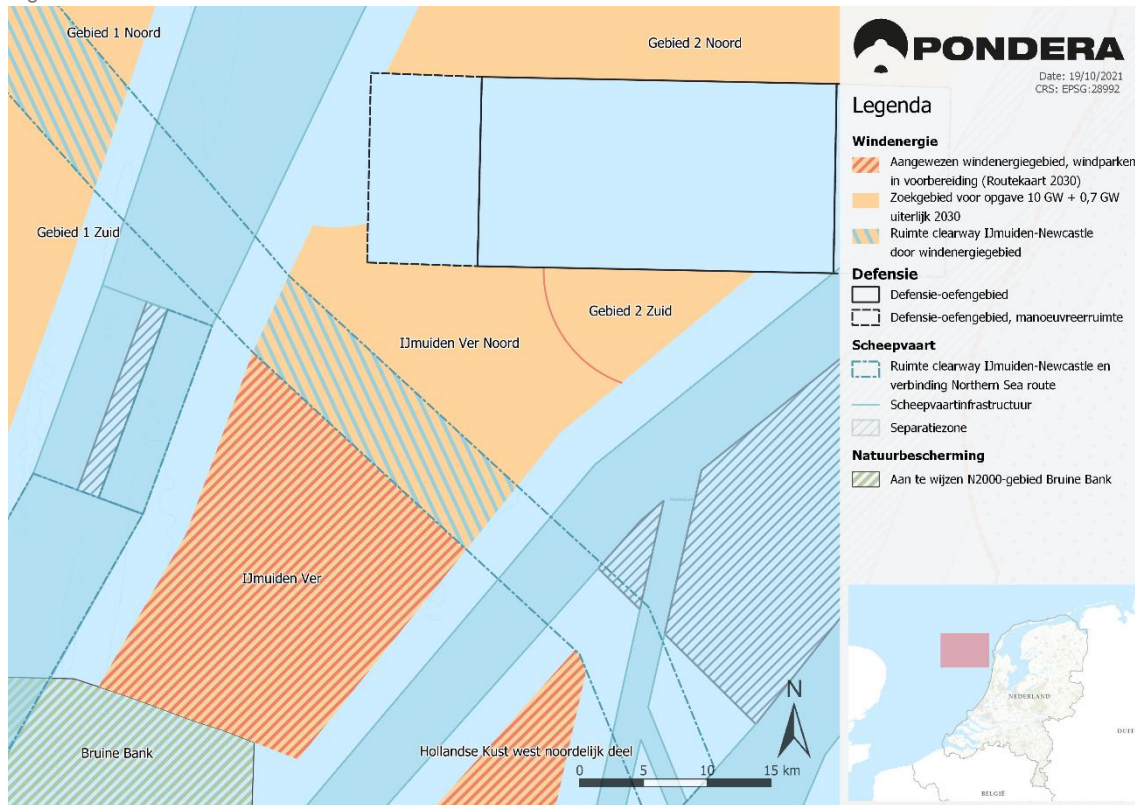 Gebied 1 Noord
Gebied 2 Noord
Gebied 1 Zuid
Gebied 2 Zuid
IJmuiden Ver Noord
IJmuiden Ver
Bruine Bank
Hollandse Kust west noordelijk deel
N
0 5 10 15 km
PONDERA
Date: 19/10/2021
CRS: EPSG:28992
Legenda
Windenergie
Aangewezen windenergiegebied, windparken
in voorbereiding (Routekaart 2030)
Zoekgebied voor opgave 10 GW + 0,7 GW
uiterlijk 2030
Ruimte clearway IJmuiden-Newcastle
door windenergiegebied
Defensie
Defensie-oefengebied
Defensie-oefengebied, manoeuvreerruimte
Scheepvaart
Ruimte clearway IJmuiden-Newcastle en
verbinding Northern Sea route
Scheepvaartinfrastructuur
Separatiezone
Natuurbescherming
Aan te wijzen N2000-gebied Bruine Bank
NEDERLAND
BELGIË
DUIT